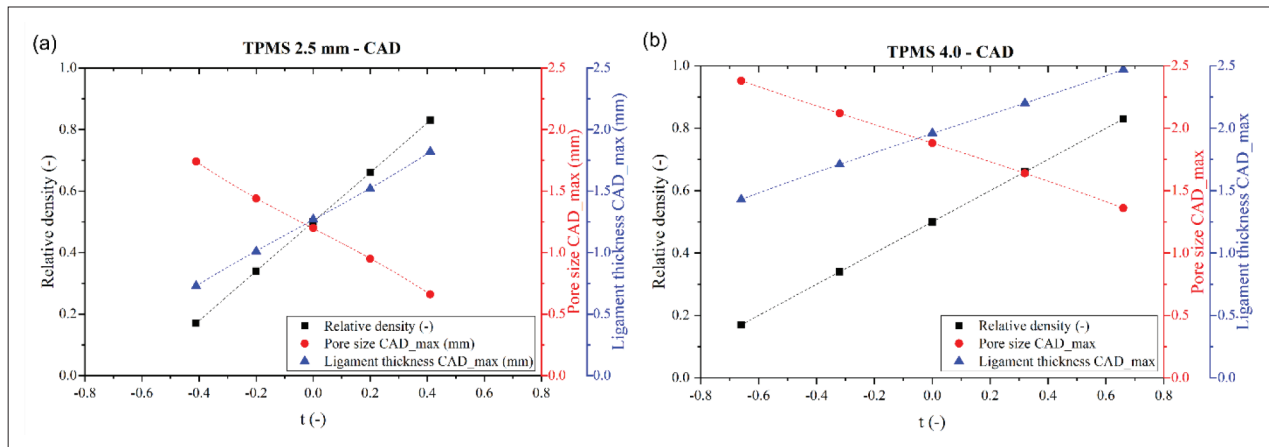 (a)
TPMS 2.5 mm - CAD
1.0
0.8
0.6
0.4
0.2
0.0
Relative density (-)
-0.8 -0.6 -0.4 -0.2 0.0 0.2 0.4 0.6 0.8
t (-)
2.5
2.0
1.5
1.0
0.5
0.0
Pore size CAD_max (mm)
2.5
2.0
1.5
1.0
0.5
0.0
Ligament thickness CAD_max (mm)
Relative density (-)
Pore size CAD_max (mm)
Ligament thickness CAD_max (mm)
(b)
TPMS 4.0 - CAD
1.0
0.8
0.6
0.4
0.2
0.0
Relative density (-)
-0.8 -0.6 -0.4 -0.2 0.0 0.2 0.4 0.6 0.8
t (-)
2.5
2.0
1.5
1.0
0.5
0.0
Pore size CAD_max
2.5
2.0
1.5
1.0
0.5
0.0
Ligament thickness CAD_max
Relative density (-)
Pore size CAD_max
Ligament thickness CAD_max